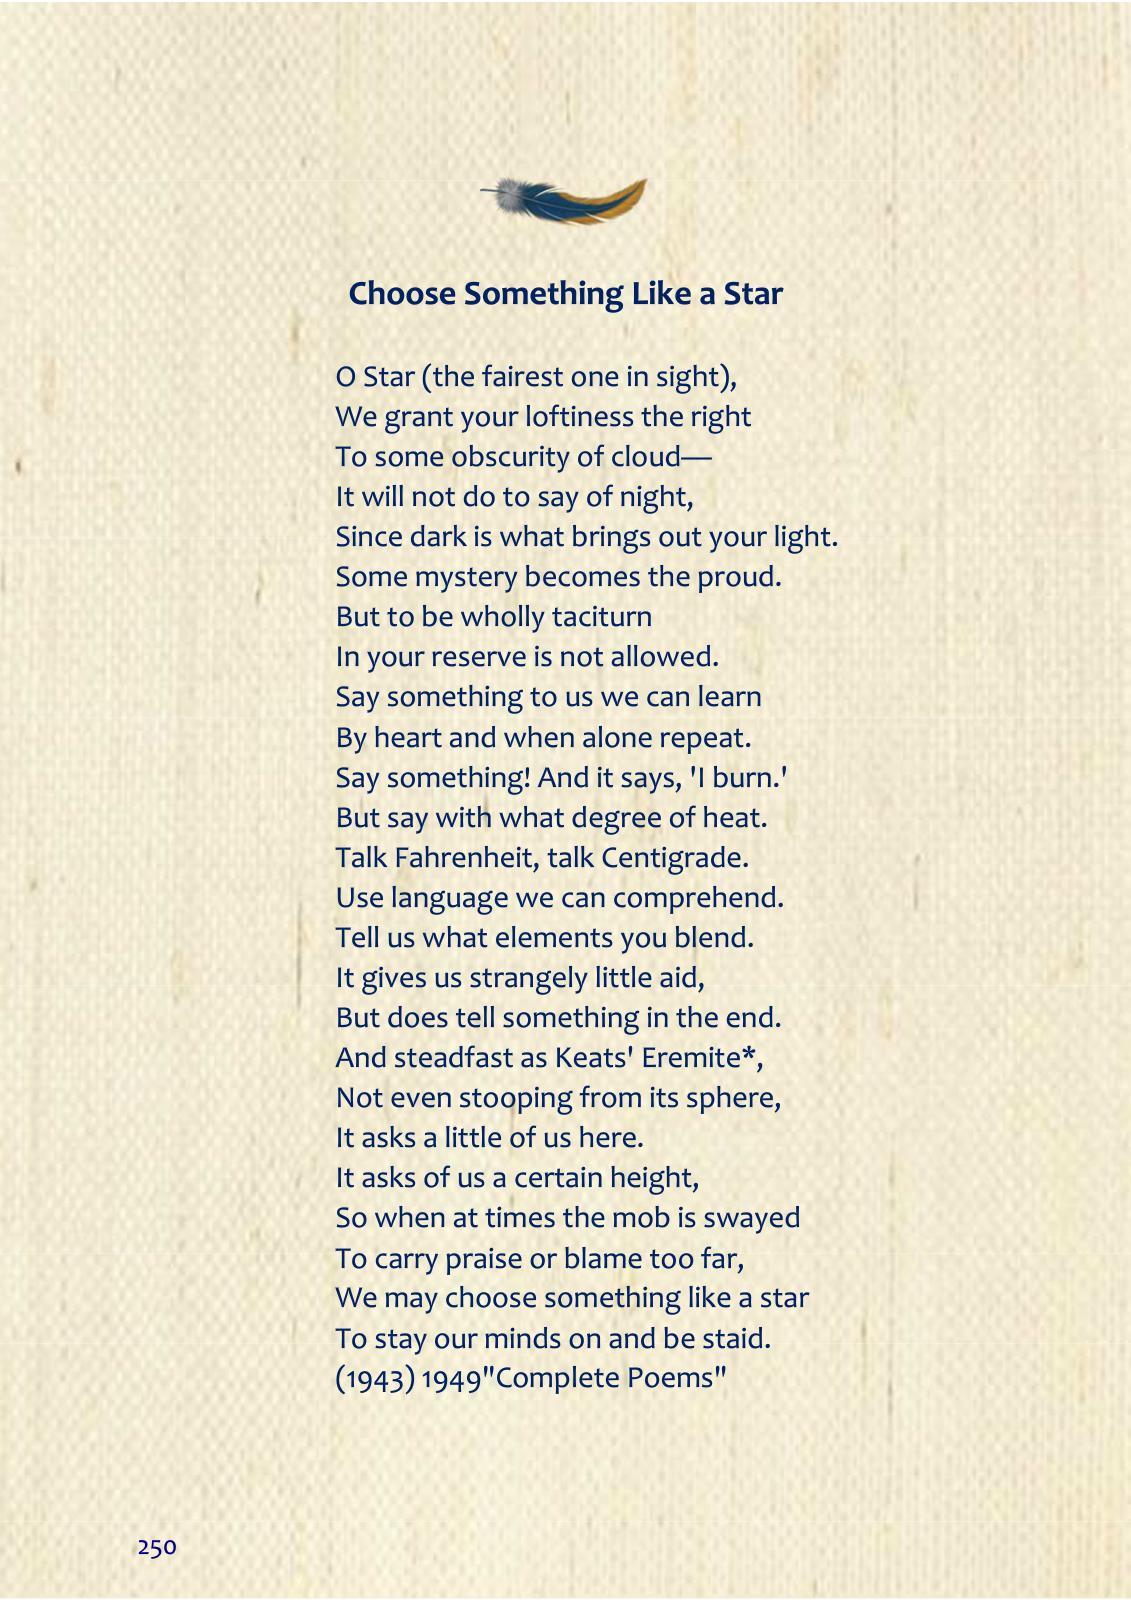 Choose Something Like a Star
O Star (the fairest one in sight),
We grant your loftiness the right
To some obscurity of cloud—
It will not do to say of night,
Since dark is what brings out your light.
Some mystery becomes the proud.
But to be wholly taciturn
In your reserve is not allowed.
Say something to us we can learn
By heart and when alone repeat.
Say something! And it says, 'I burn.'
But say with what degree of heat.
Talk Fahrenheit, talk Centigrade.
Use language we can comprehend.
Tell us what elements you blend.
It gives us strangely little aid,
But does tell something in the end.
And steadfast as Keats' Eremite*,
Not even stooping from its sphere,
It asks a little of us here.
It asks of us a certain height,
So when at times the mob is swayed
To carry praise or blame too far,
We may choose something like a star
To stay our minds on and be staid.
(1943) 1949"Complete Poems"
250